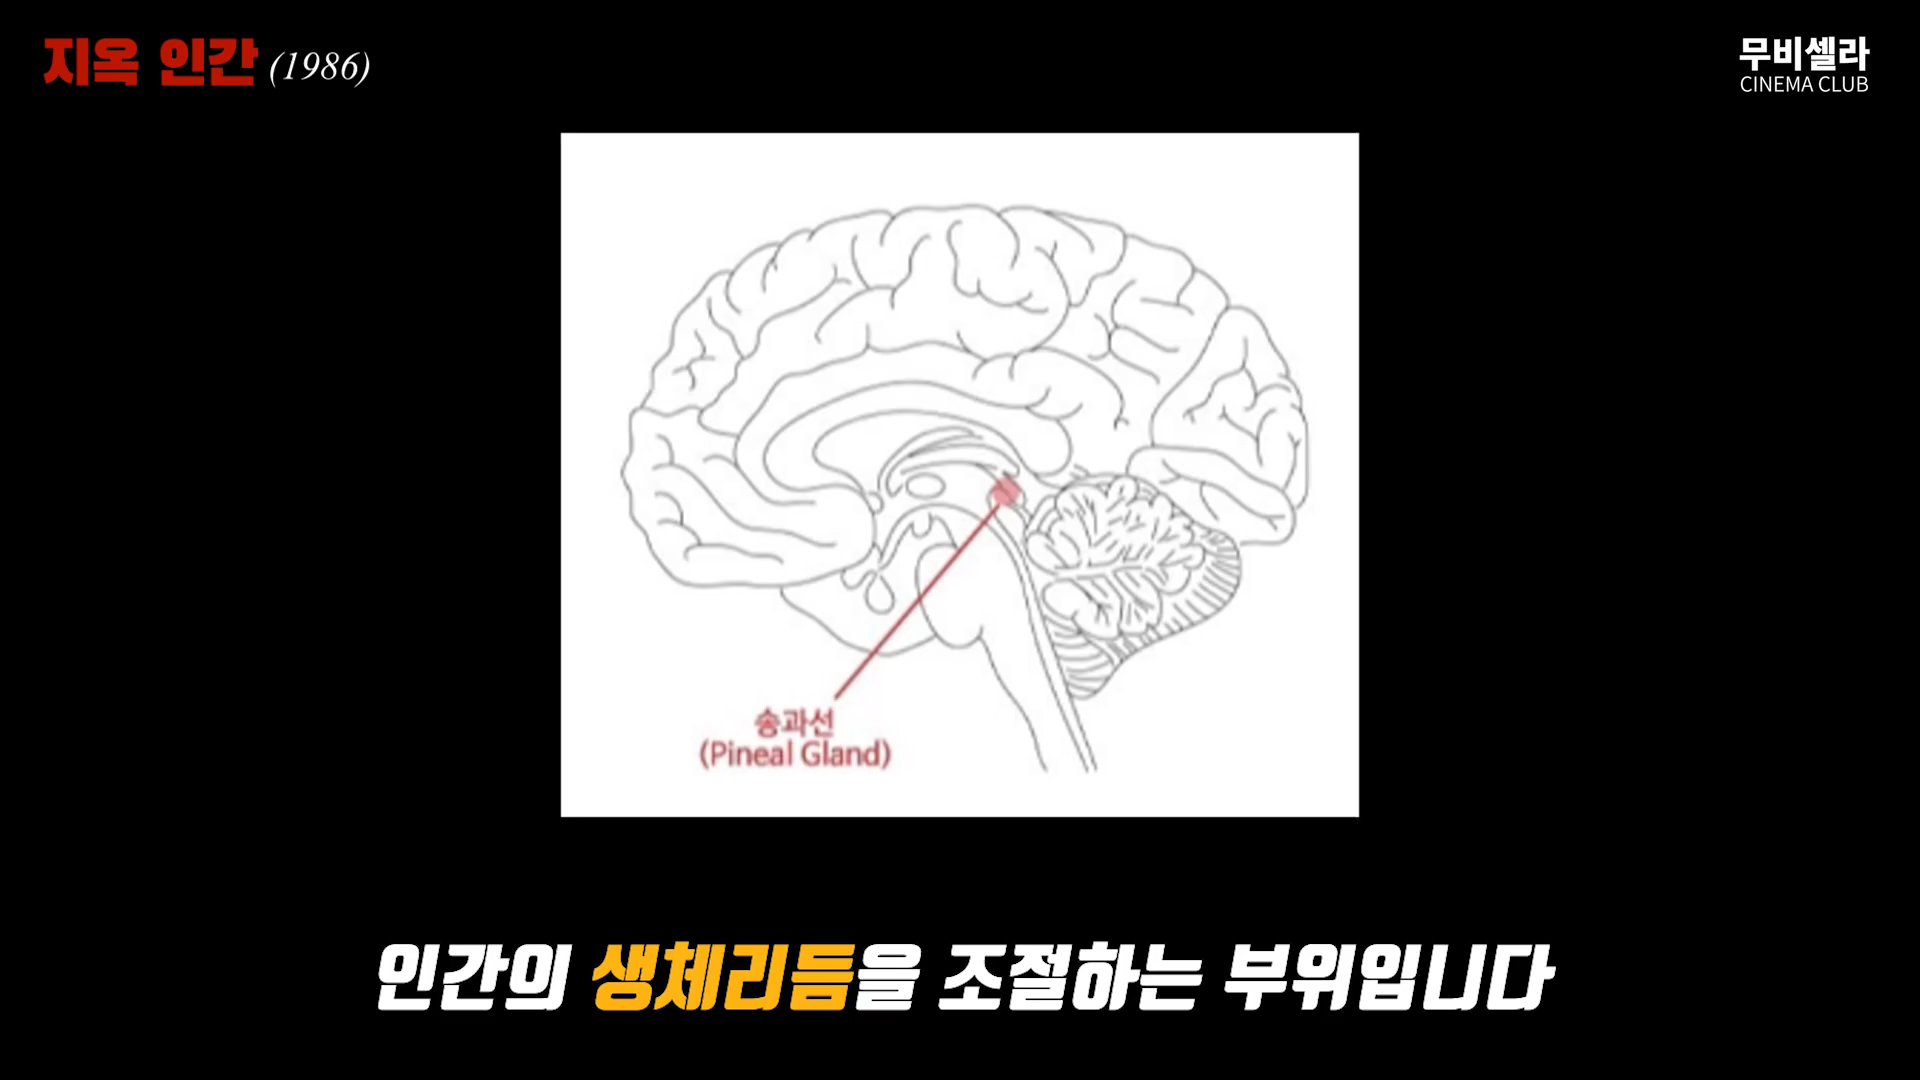 지옥 인간 (1986)
무비셀라
CINEMA CLUB
송과선
(Pineal Gland)
인간의 생체리듬을 조절하는 부위입니다